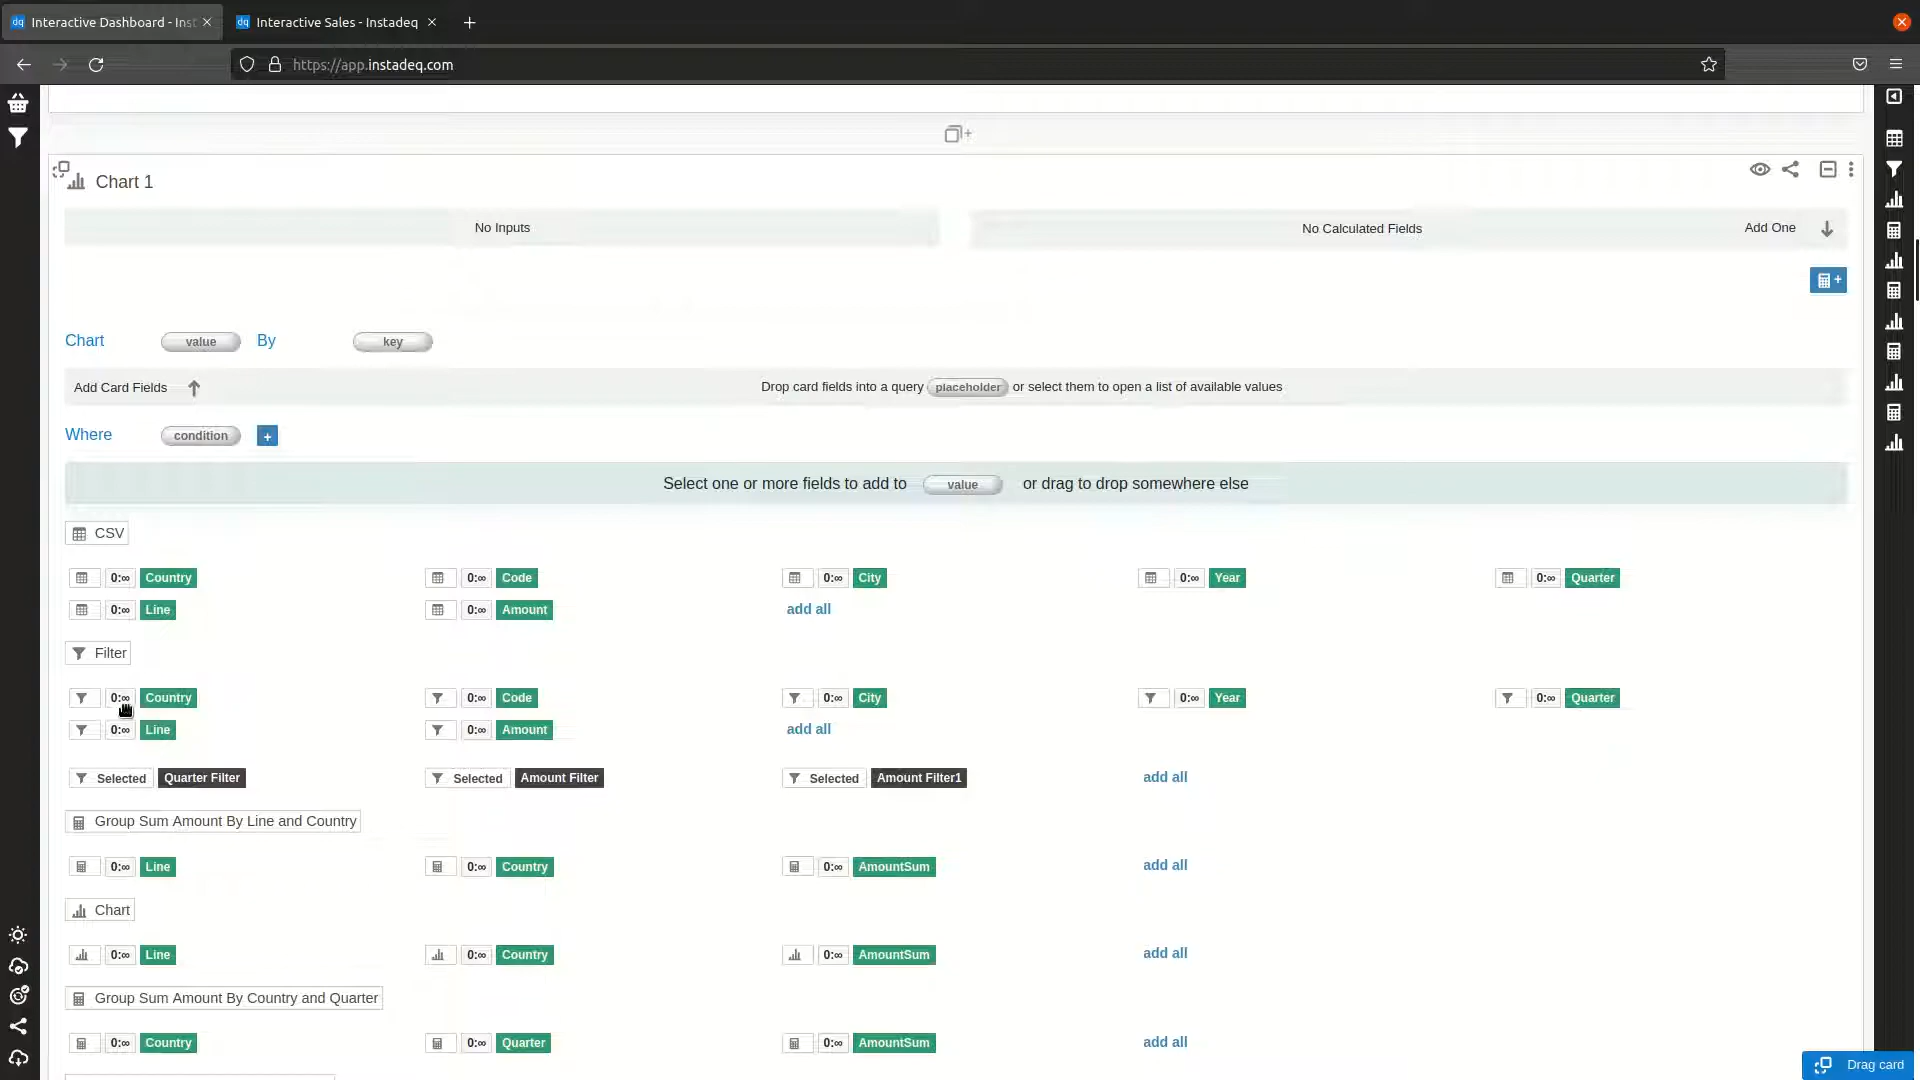 Interactive Dashboard - Inst
Interactive Sales - Instadeq
https://app.instadeq.com
Chart 1
No Inputs
No Calculated Fields
Add One
Chart value By key
Add Card Fields
Drop card fields into a query placeholder or select them to open a list of available values
Where condition +
Select one or more fields to add to value or drag to drop somewhere else
CSV
0:∞ Country 0:∞ Code 0:∞ City 0:∞ Year 0:∞ Quarter
0:∞ Line 0:∞ Amount add all
Filter
0:∞ Country 0:∞ Code 0:∞ City 0:∞ Year 0:∞ Quarter
0:∞ Line 0:∞ Amount add all
Selected Quarter Filter Selected Amount Filter Selected Amount Filter1 add all
Group Sum Amount By Line and Country
0:∞ Line 0:∞ Country 0:∞ AmountSum add all
Chart
0:∞ Line 0:∞ Country 0:∞ AmountSum add all
Group Sum Amount By Country and Quarter
0:∞ Country 0:∞ Quarter 0:∞ AmountSum add all
Drag card